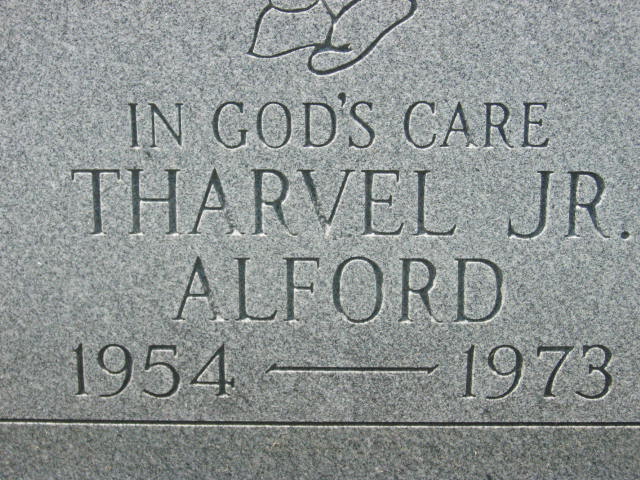 IN GOD'S CARE
THARVEL JR.
ALFORD
1954 — 1973